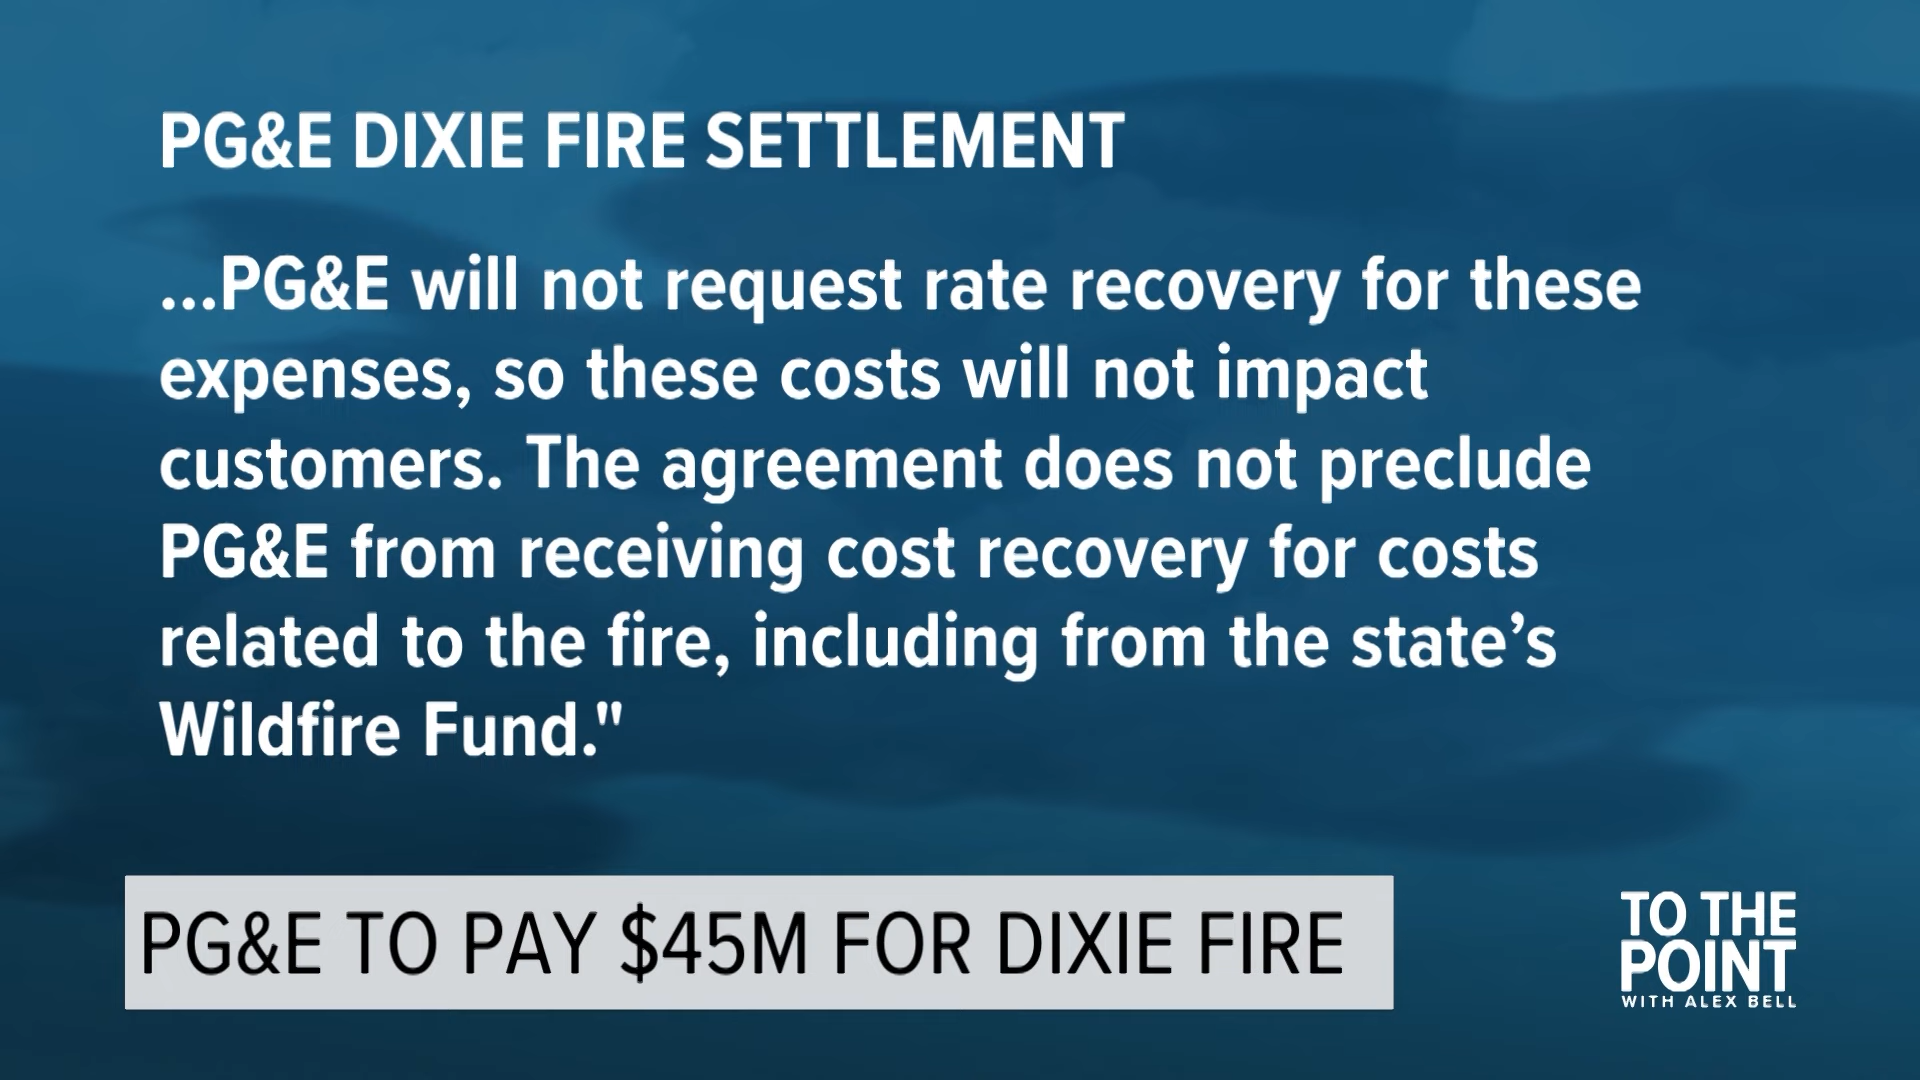 PG&E DIXIE FIRE SETTLEMENT
...PG&E will not request rate recovery for these
expenses, so these costs will not impact
customers. The agreement does not preclude
PG&E from receiving cost recovery for costs
related to the fire, including from the state’s
Wildfire Fund."
PG&E TO PAY $45M FOR DIXIE FIRE
TO THE
POINT
WITH ALEX BELL